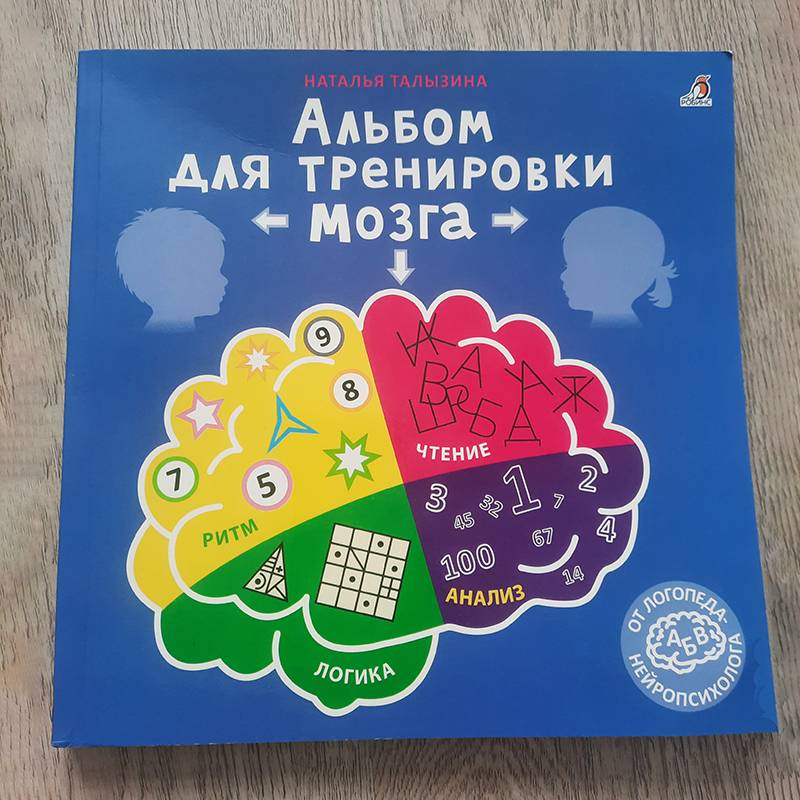 НАТАЛЬЯ ТАЛЫЗИНА
РОБИНС
АЛЬБОМ
ДЛЯ ТРЕНИРОВКИ
МОЗГА
9
8
7
5
РИТМ
Ж А
В А У А Ж
Ш Р Б Д
ЧТЕНИЕ
3 45 32 1 7 2
100 67 4
14
АНАЛИЗ
ЛОГИКА
ОТ ЛОГОПЕДА-
АБВ
НЕЙРОПСИХОЛОГА